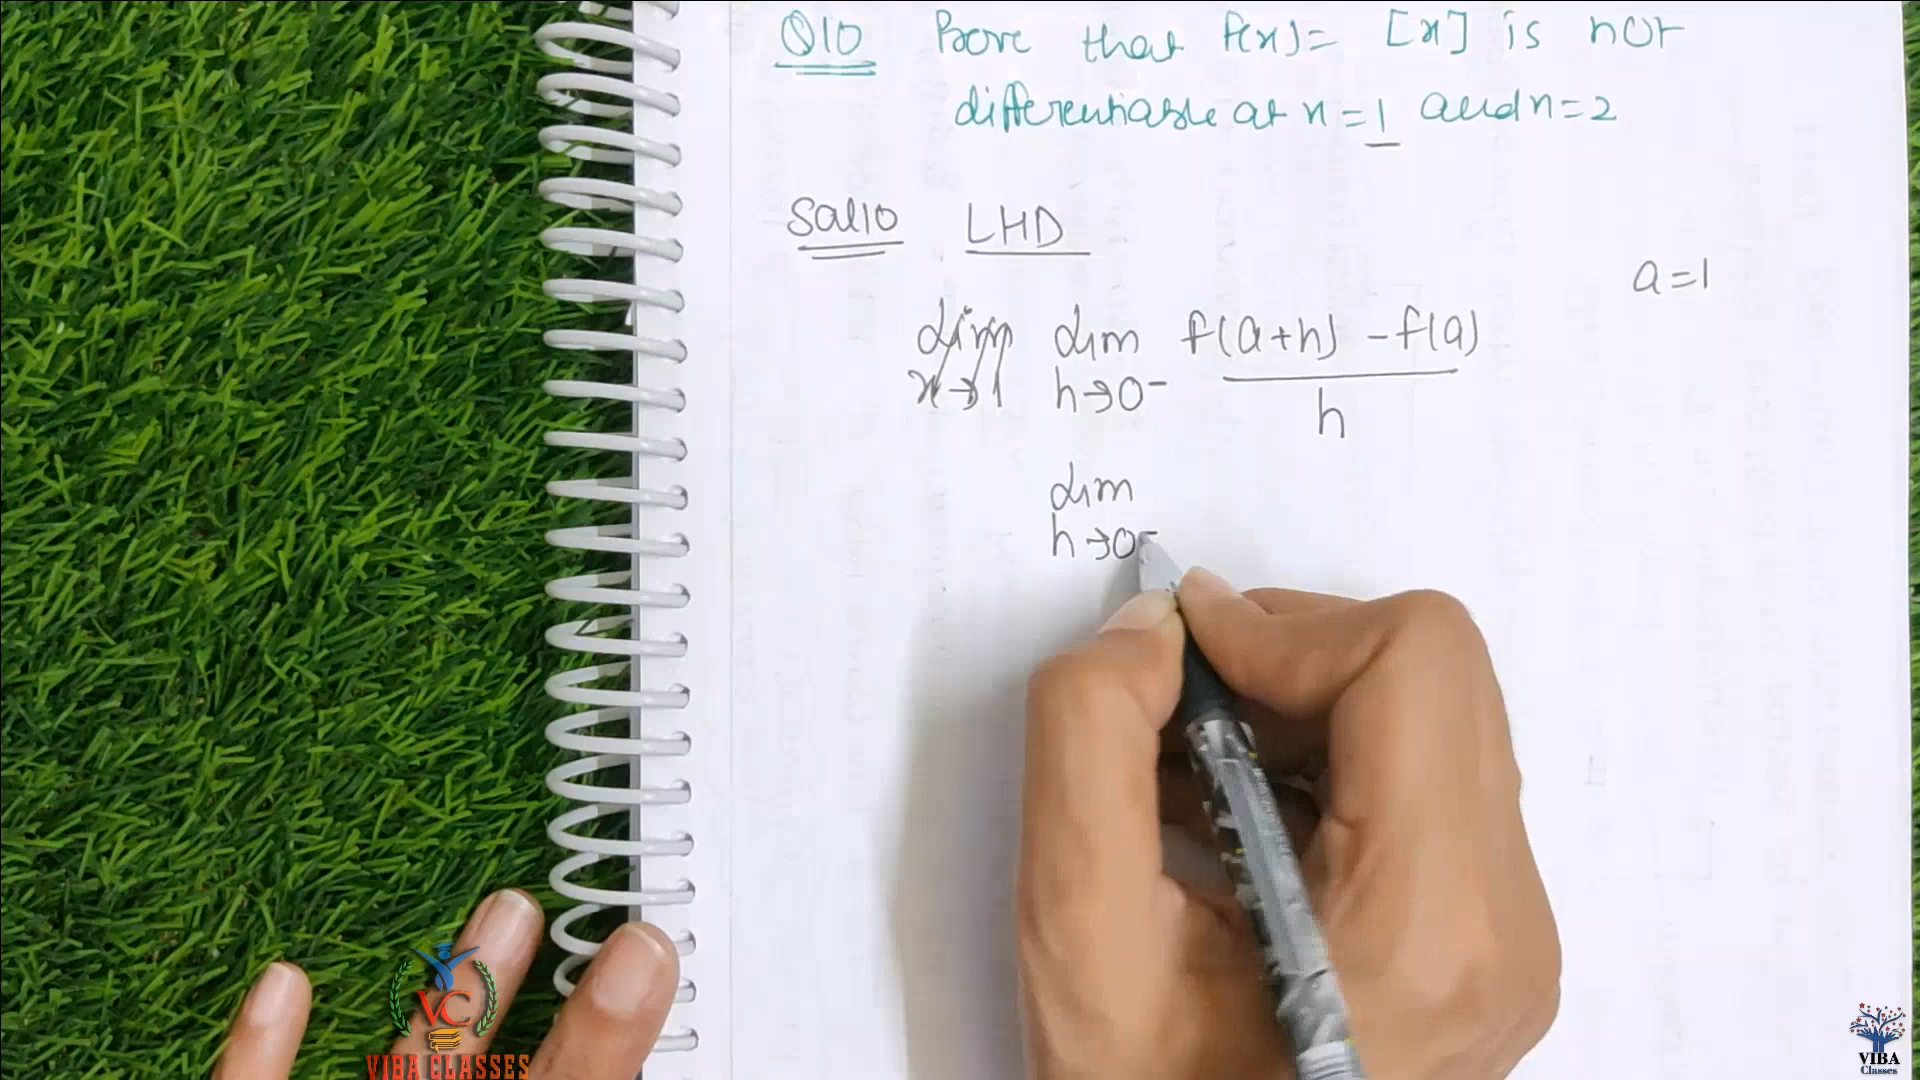 Q10 Prove that f(x)= [x] is not
differentiable at x=1 and x=2
Sol10 LHD
a=1
lim lim f(a+h) -f(a)
x→1 h→0- h
lim
h→0-
VC
VIBA CLASSES
VIBA
Classes